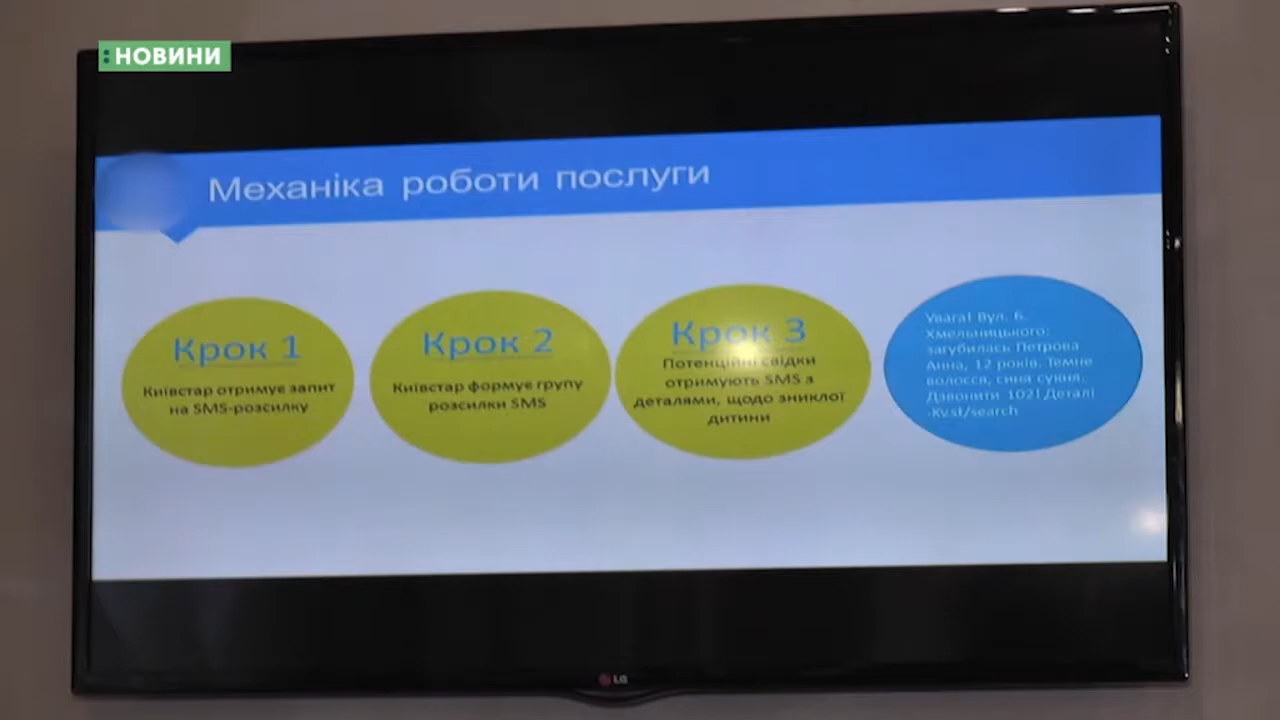 НОВИНИ
Механіка роботи послуги
Крок 1
Київстар отримує запит
на SMS-розсилку
Крок 2
Київстар формує групу
розсилки SMS
Крок 3
Потенційні свідки
отримують SMS з
деталями, щодо зниклої
дитини
Увага! Вул. Б.
Хмельницького:
загубилась Петрова
Анна, 12 років. Темне
волосся, синя сукня.
Дзвонити 102! Деталі
-Kv.st/search
LG